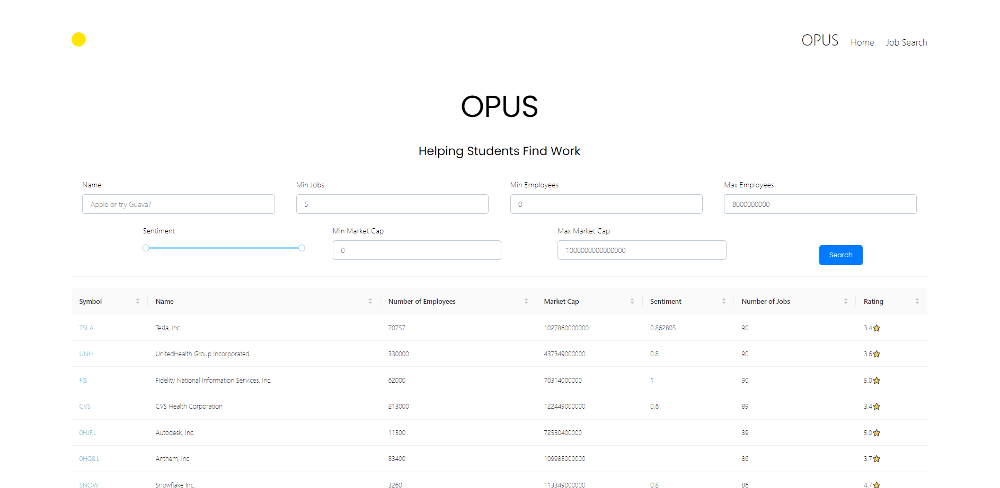 OPUS Home Job Search
OPUS
Helping Students Find Work
Name Min Jobs Min Employees Max Employees
Apple or try Guava? 5 0 8000000000
Sentiment Min Market Cap Max Market Cap
0 1000000000000000 Search
Symbol Name Number of Employees Market Cap Sentiment Number of Jobs Rating
TSLA Tesla, Inc. 70757 1027860000000 0.862805 90 3.4
UNH UnitedHealth Group Incorporated 330000 437349000000 0.8 90 3.6
FIS Fidelity National Information Services, Inc. 62000 70314000000 1 90 5.0
CVS CVS Health Corporation 213000 122449000000 0.6 89 3.4
0HJF.L Autodesk, Inc. 11500 72530400000 89 5.0
0HG8.L Anthem, Inc. 83400 109985000000 86 3.7
SNOW Snowflake Inc. 3260 113349000000 0.8 86 4.7